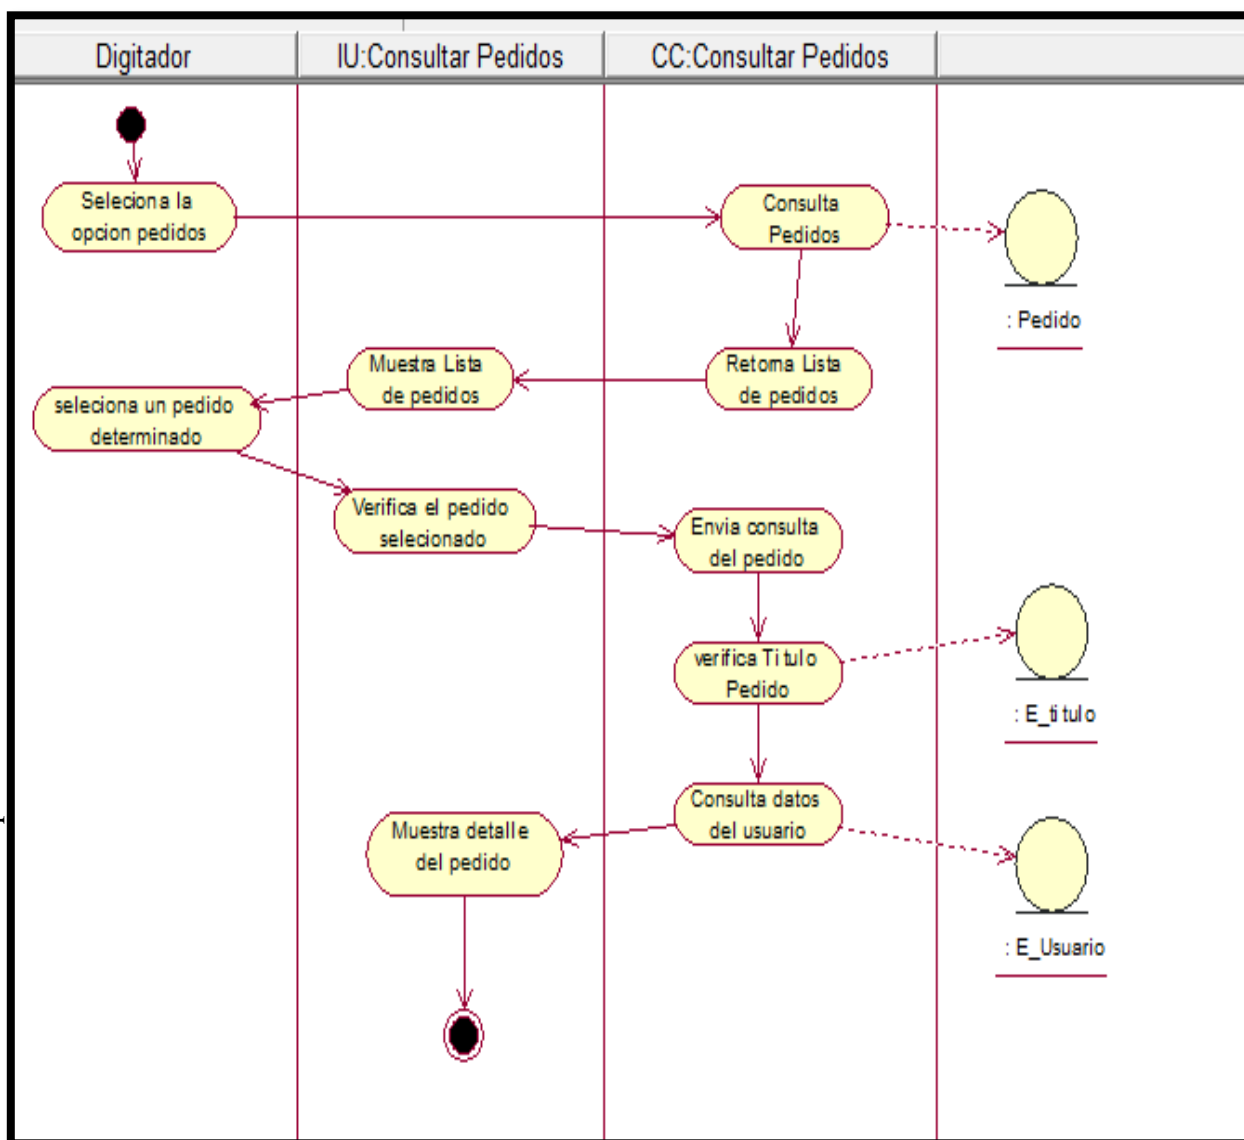 Digitador
IU:Consultar Pedidos
CC:Consultar Pedidos
Seleciona la
opcion pedidos
Consulta
Pedidos
: Pedido
Muestra Lista
de pedidos
Retorna Lista
de pedidos
seleciona un pedido
determinado
Verifica el pedido
selecionado
Envia consulta
del pedido
verifica Titulo
Pedido
: E_titulo
Consulta datos
del usuario
Muestra detalle
del pedido
: E_Usuario